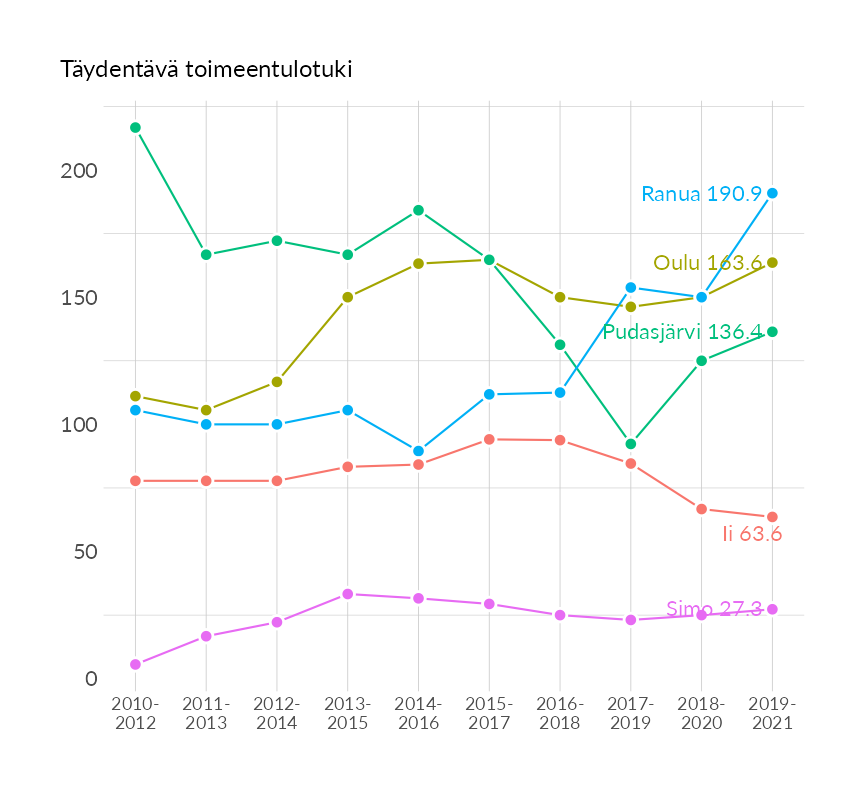 Täydentävä toimeentulotuki
200
150
100
50
0
Ranua 190.9
Oulu 163.6
Pudasjärvi 136.4
Ii 63.6
Simo 27.3
2010- 2011- 2012- 2013- 2014- 2015- 2016- 2017- 2018- 2019-
2012 2013 2014 2015 2016 2017 2018 2019 2020 2021